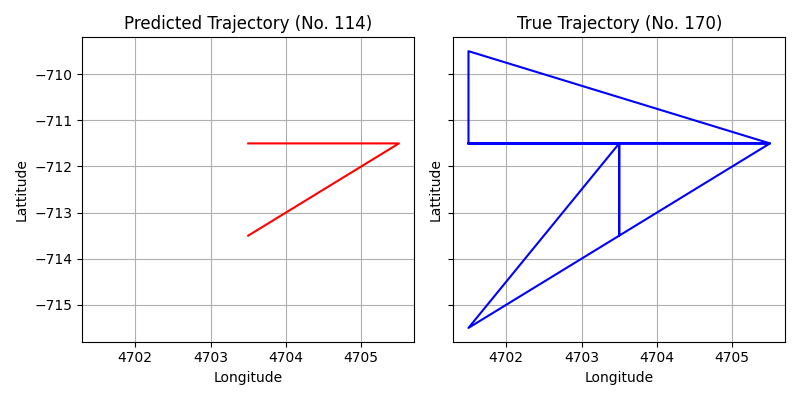 Predicted Trajectory (No. 114)
True Trajectory (No. 170)
Lattitude
−710
−711
−712
−713
−714
−715
4702 4703 4704 4705
Longitude
Lattitude
4702 4703 4704 4705
Longitude